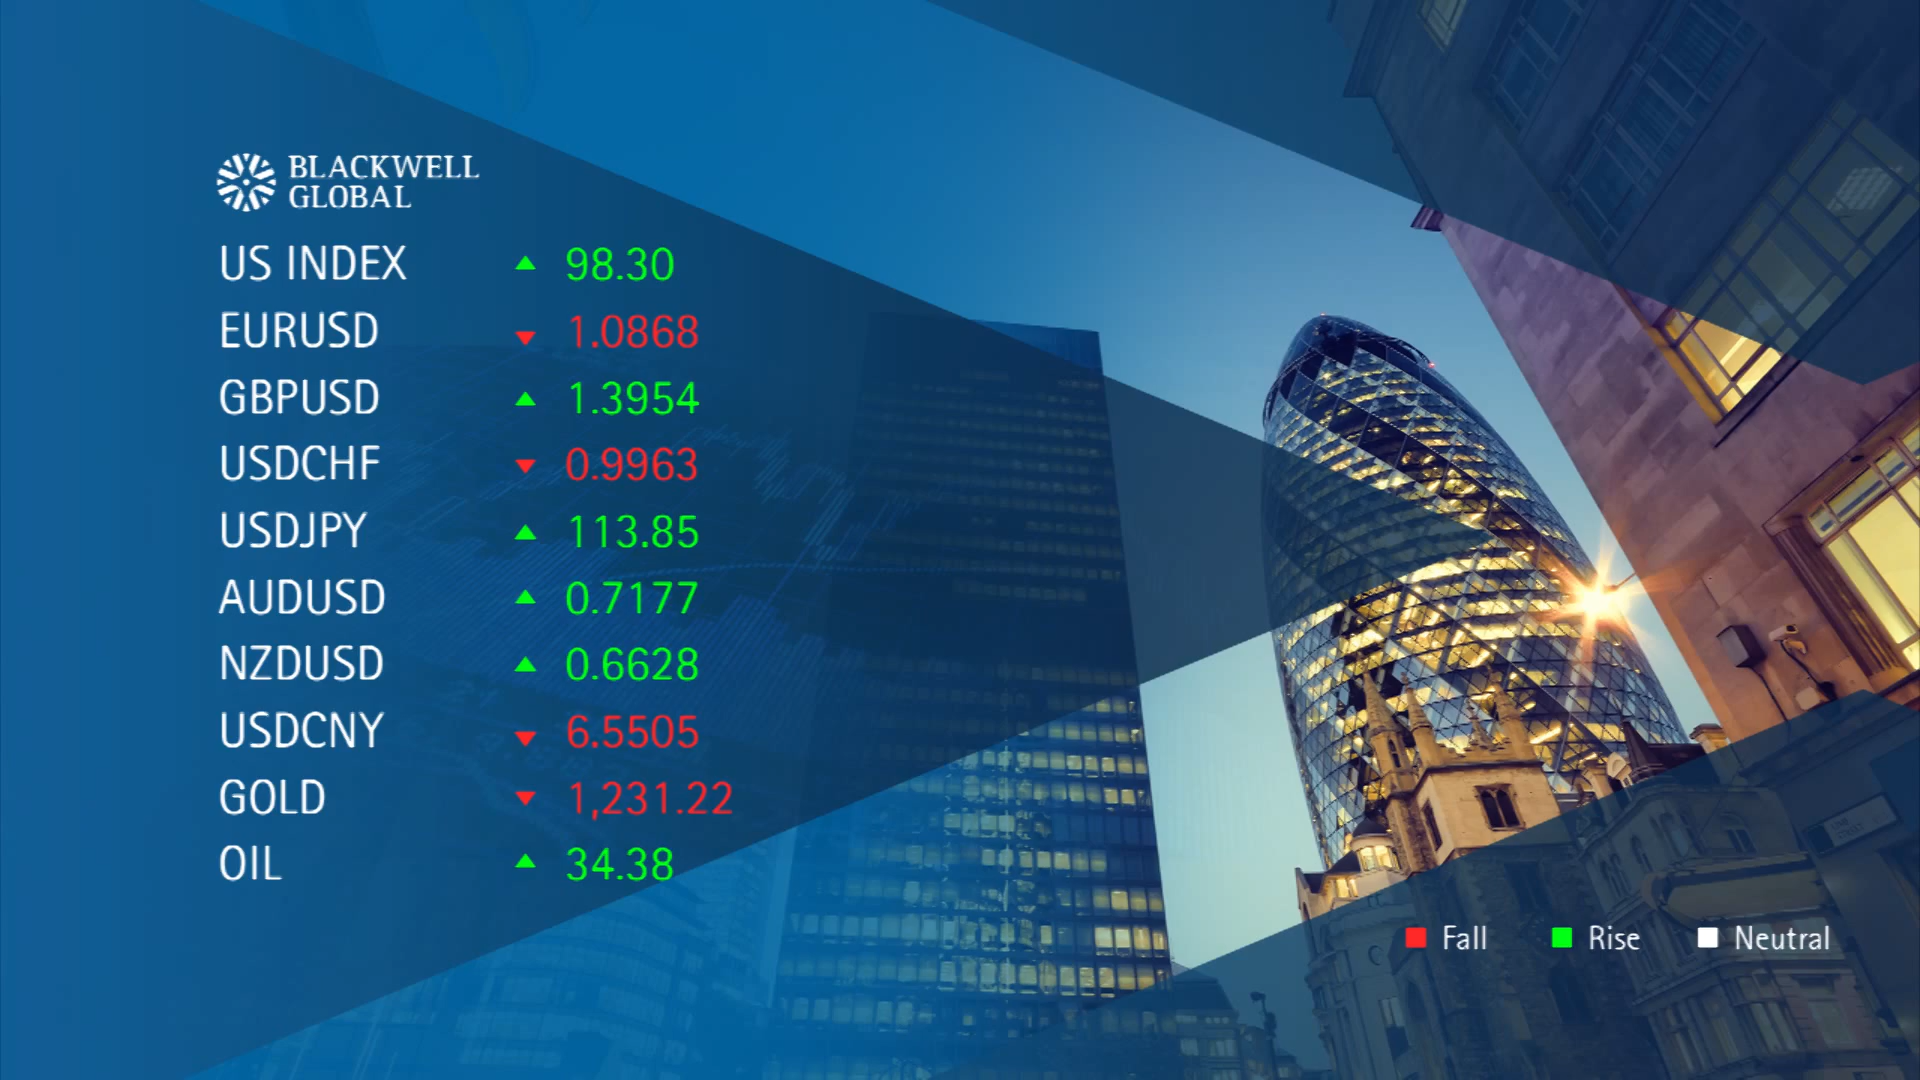 BLACKWELL
GLOBAL
US INDEX ▲ 98.30
EURUSD ▼ 1.0868
GBPUSD ▲ 1.3954
USDCHF ▼ 0.9963
USDJPY ▲ 113.85
AUDUSD ▲ 0.7177
NZDUSD ▲ 0.6628
USDCNY ▼ 6.5505
GOLD ▼ 1,231.22
OIL ▲ 34.38
Fall Rise Neutral